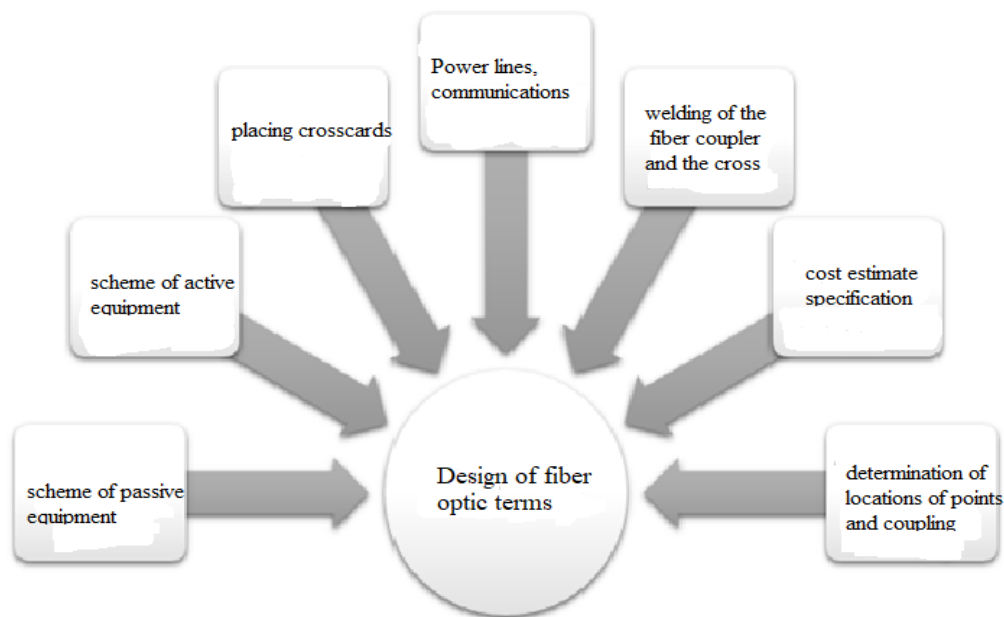 Power lines,
communications
placing crosscards
welding of the
fiber coupler
and the cross
scheme of active
equipment
cost estimate
specification
scheme of passive
equipment
Design of fiber
optic terms
determination of
locations of points
and coupling